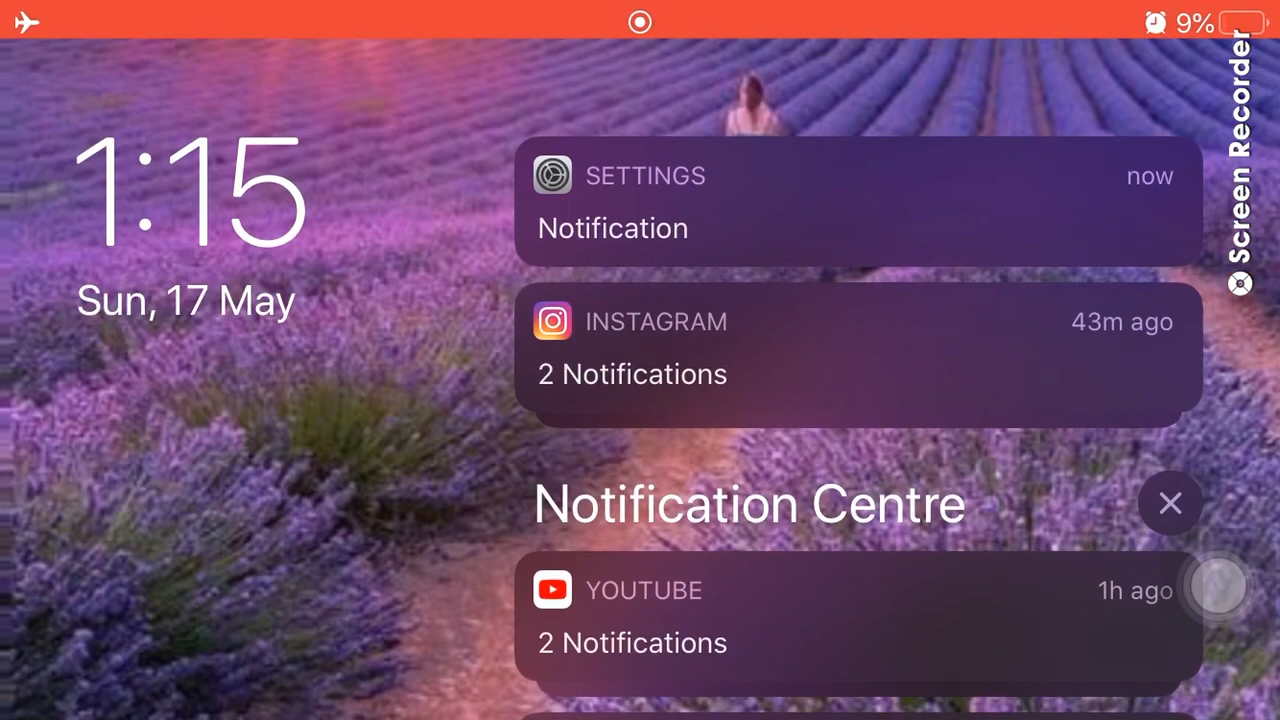 9%
1:15
Sun, 17 May
SETTINGS
now
Notification
INSTAGRAM
43m ago
2 Notifications
Notification Centre
YOUTUBE
1h ago
2 Notifications
Screen Recorder